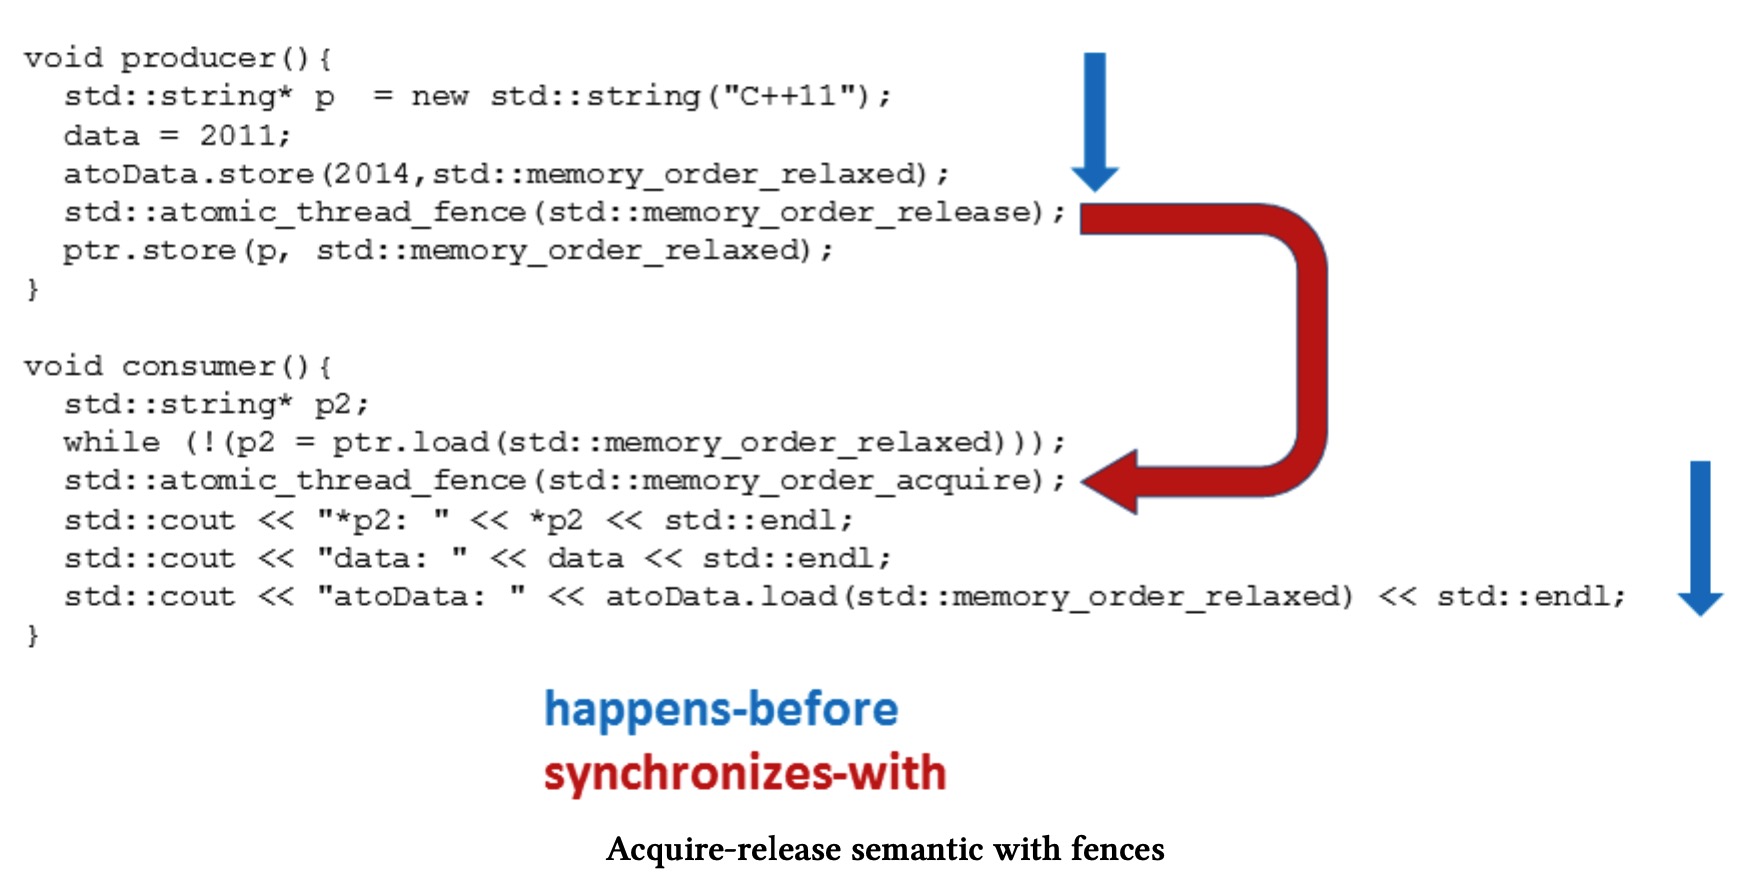 void producer(){
std::string* p  = new std::string("C++11");
data = 2011;
atoData.store(2014,std::memory_order_relaxed);
std::atomic_thread_fence(std::memory_order_release);
ptr.store(p, std::memory_order_relaxed);
}
void consumer(){
std::string* p2;
while (!(p2 = ptr.load(std::memory_order_relaxed)));
std::atomic_thread_fence(std::memory_order_acquire);
std::cout << "*p2: " << *p2 << std::endl;
std::cout << "data: " << data << std::endl;
std::cout << "atoData: " << atoData.load(std::memory_order_relaxed) << std::endl;
}
happens-before
synchronizes-with
Acquire-release semantic with fences